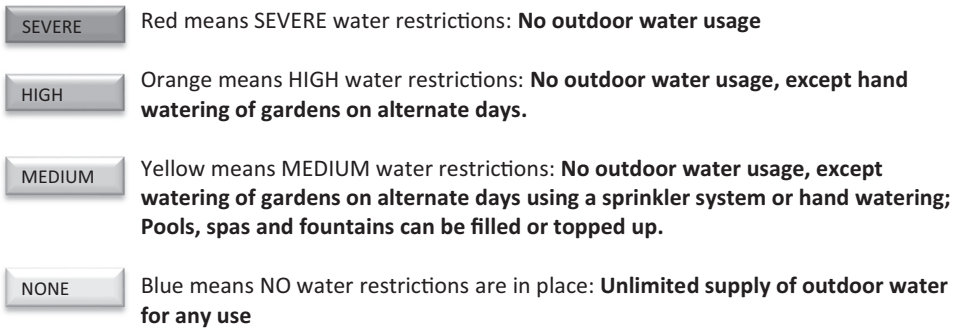 SEVERE Red means SEVERE water restrictions: No outdoor water usage
HIGH Orange means HIGH water restrictions: No outdoor water usage, except hand
watering of gardens on alternate days.
MEDIUM Yellow means MEDIUM water restrictions: No outdoor water usage, except
watering of gardens on alternate days using a sprinkler system or hand watering;
Pools, spas and fountains can be filled or topped up.
NONE Blue means NO water restrictions are in place: Unlimited supply of outdoor water
for any use